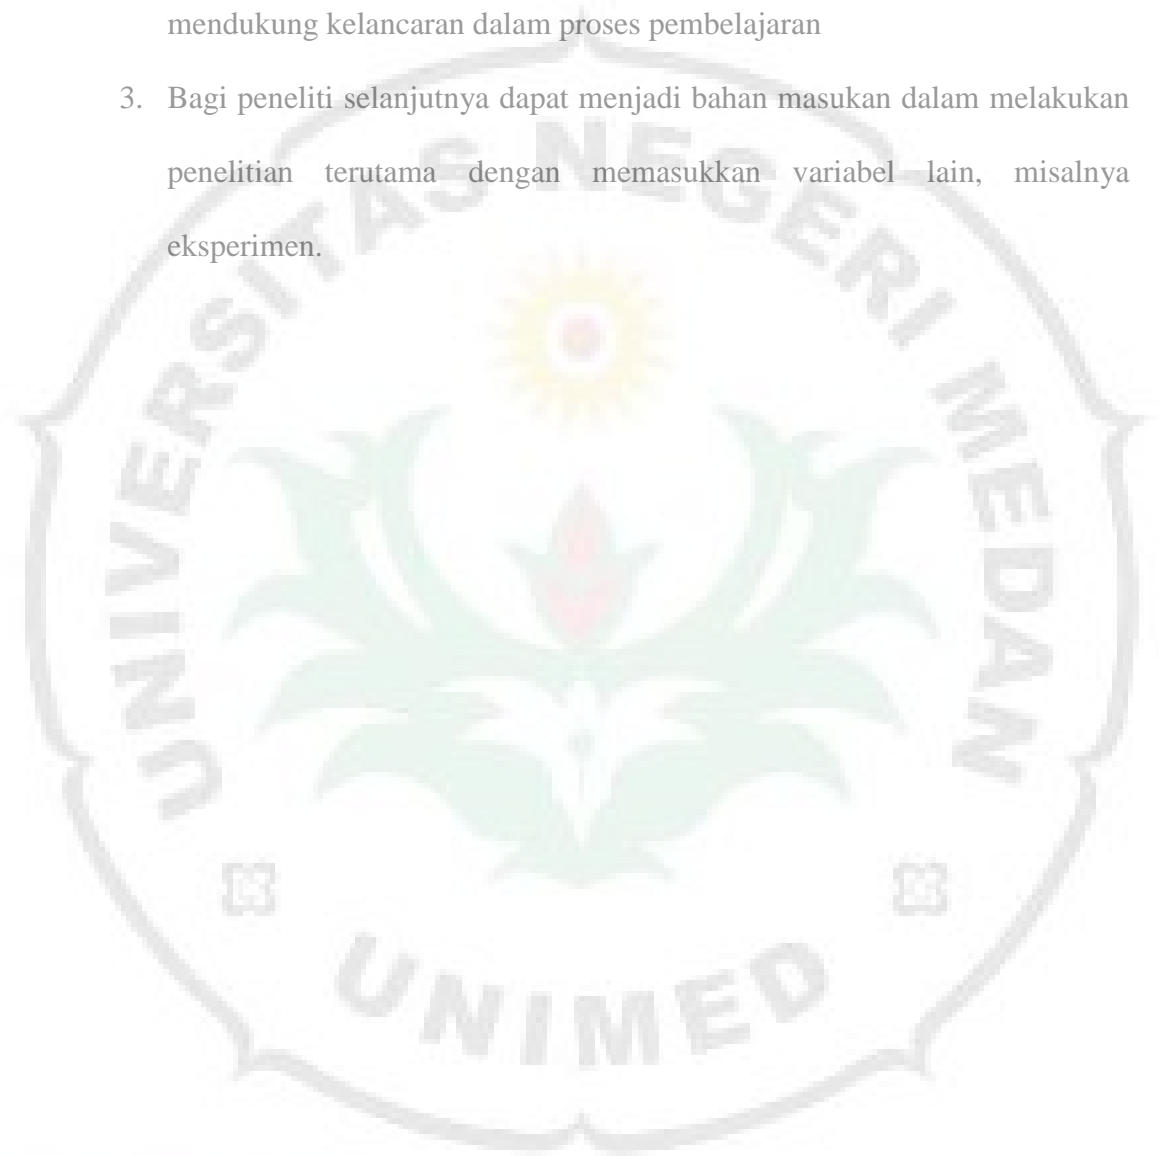 mendukung kelancaran dalam proses pembelajaran
3. Bagi peneliti selanjutnya dapat menjadi bahan masukan dalam melakukan
penelitian terutama dengan memasukkan variabel lain, misalnya
eksperimen.
UNIVERSITAS NEGERI MEDAN
UNIMED